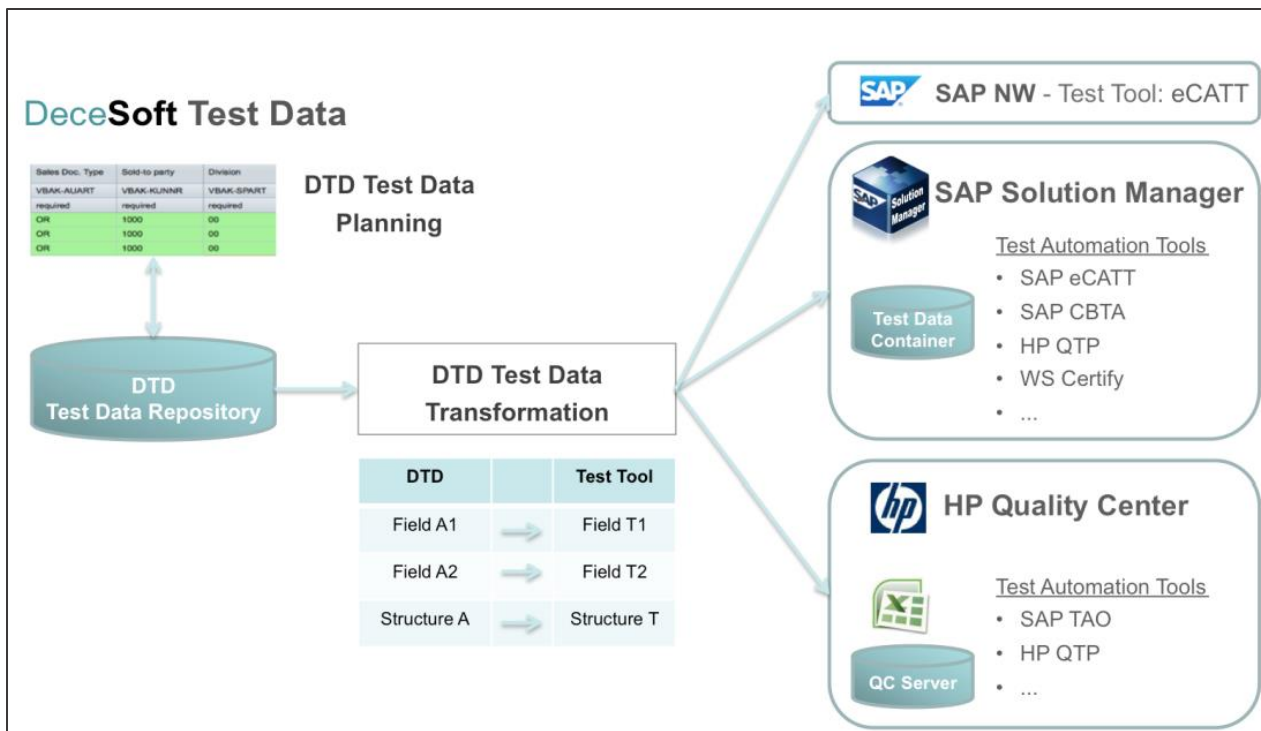 DeceSoft Test Data
Sales Doc. Type Sold-to party Division
VBAK-AUART VBAK-KUNNR VBAK-SPART
required required required
OR 1000 00
OR 1000 00
OR 1000 00
DTD Test Data
Planning
DTD
Test Data Repository
DTD Test Data
Transformation
DTD Test Tool
Field A1 Field T1
Field A2 Field T2
Structure A Structure T
SAP SAP NW - Test Tool: eCATT
SAP Solution Manager
SAP Solution Manager
Test Automation Tools
• SAP eCATT
• SAP CBTA
• HP QTP
• WS Certify
• ...
Test Data
Container
hp HP Quality Center
Test Automation Tools
• SAP TAO
• HP QTP
• ...
X
QC Server